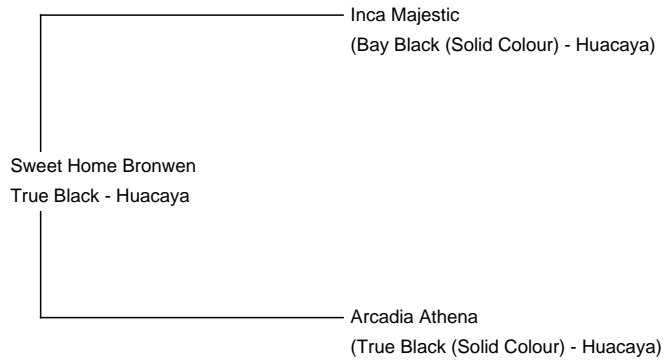 Inca Majestic
(Bay Black (Solid Colour) - Huacaya)
Sweet Home Bronwen
True Black - Huacaya
Arcadia Athena
(True Black (Solid Colour) - Huacaya)